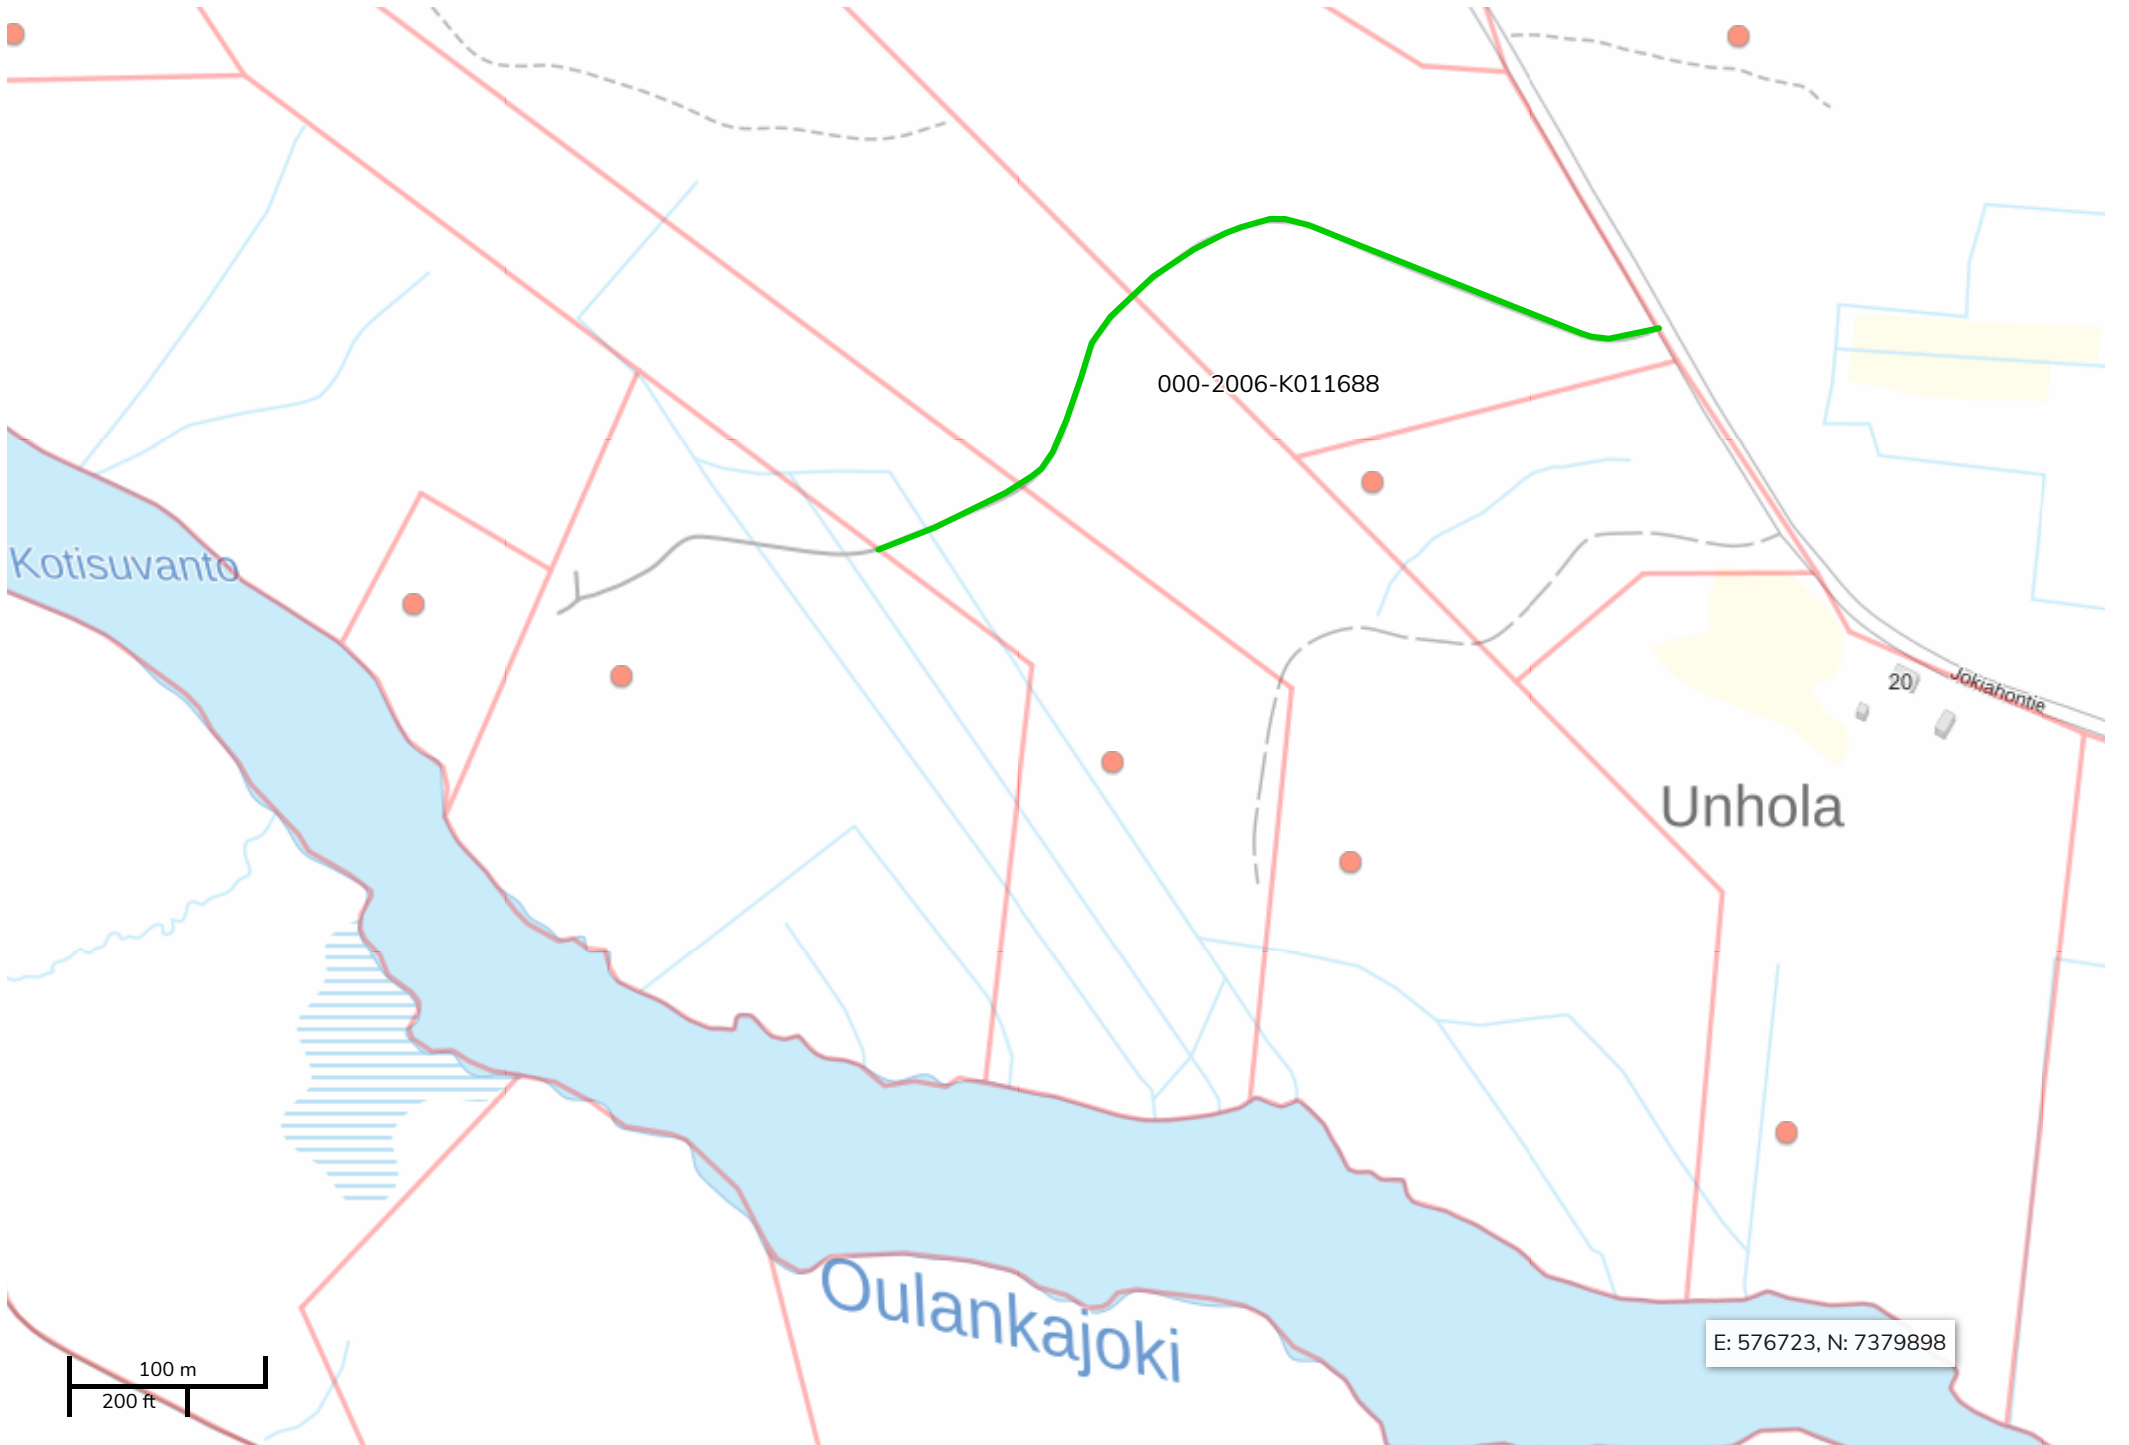 000-2006-K011688
Kotisuvanto
20
Jokiahontie
Unhola
Oulankajoki
E: 576723, N: 7379898
100 m
200 ft